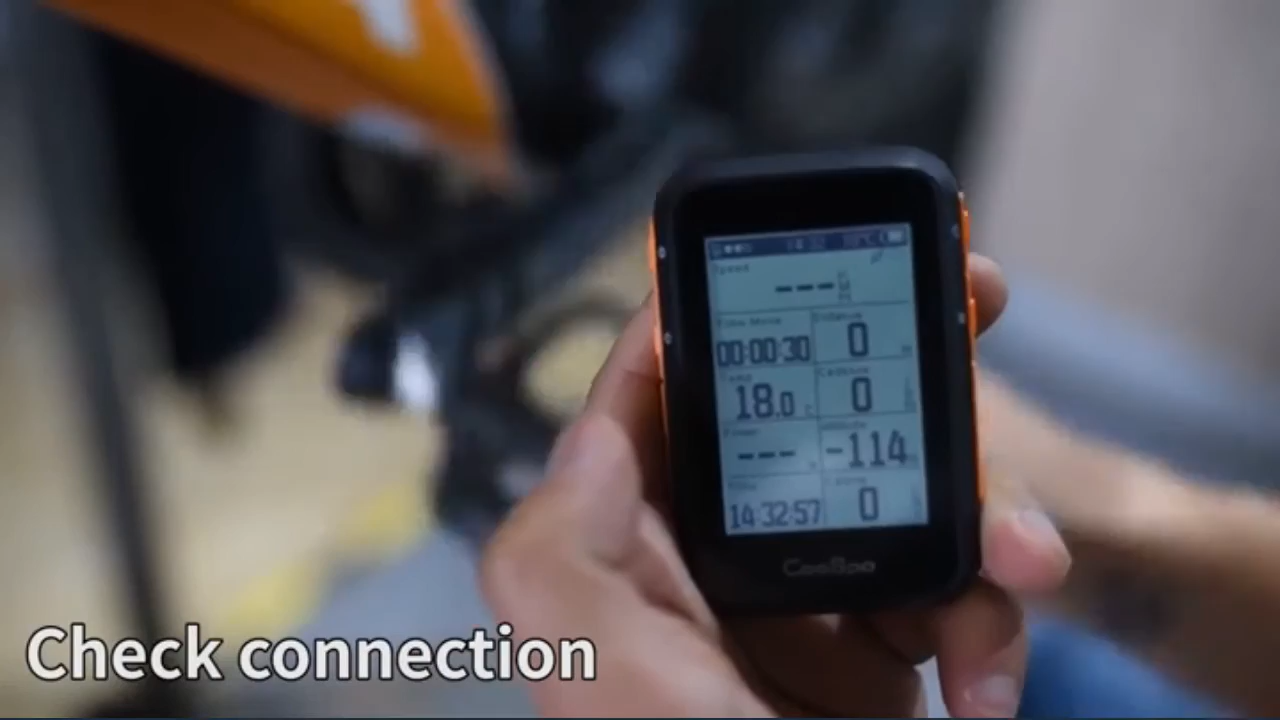 Speed
---
Time Move
Distance
00:00:30
0
Temp
Cadence
18.0 C
0
Power
Altitude
---
-114
Time
14:32:57
0
CooSpo
Check connection